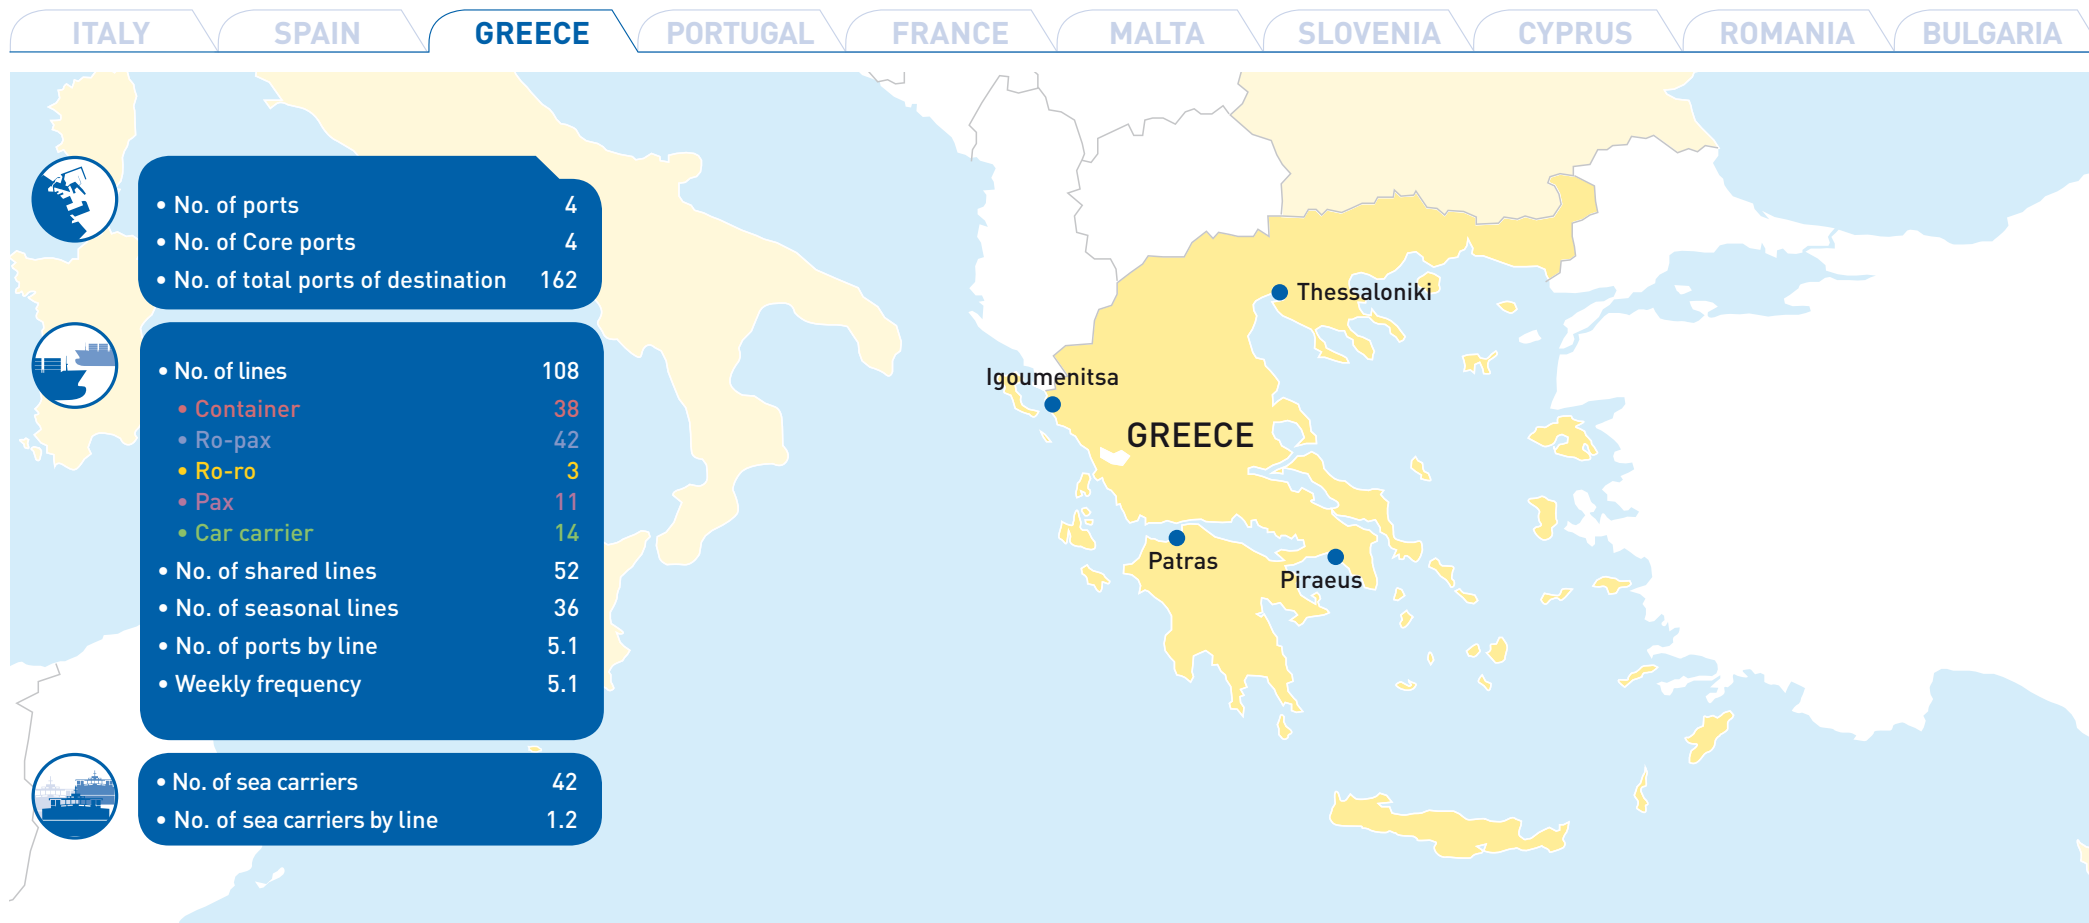 ITALY SPAIN GREECE PORTUGAL FRANCE MALTA SLOVENIA CYPRUS ROMANIA BULGARIA
• No. of ports 4
• No. of Core ports 4
• No. of total ports of destination 162
• No. of lines 108
• Container 38
• Ro-pax 42
• Ro-ro 3
• Pax 11
• Car carrier 14
• No. of shared lines 52
• No. of seasonal lines 36
• No. of ports by line 5.1
• Weekly frequency 5.1
• No. of sea carriers 42
• No. of sea carriers by line 1.2
Thessaloniki
Igoumenitsa
GREECE
Patras
Piraeus